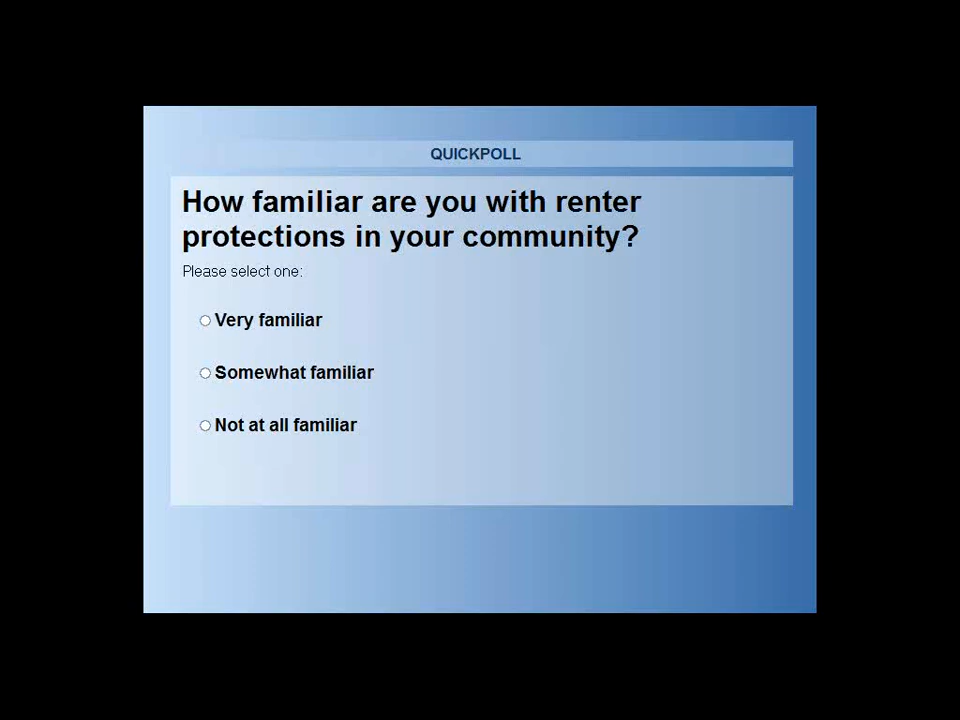 QUICKPOLL
How familiar are you with renter
protections in your community?
Please select one:
Very familiar
Somewhat familiar
Not at all familiar